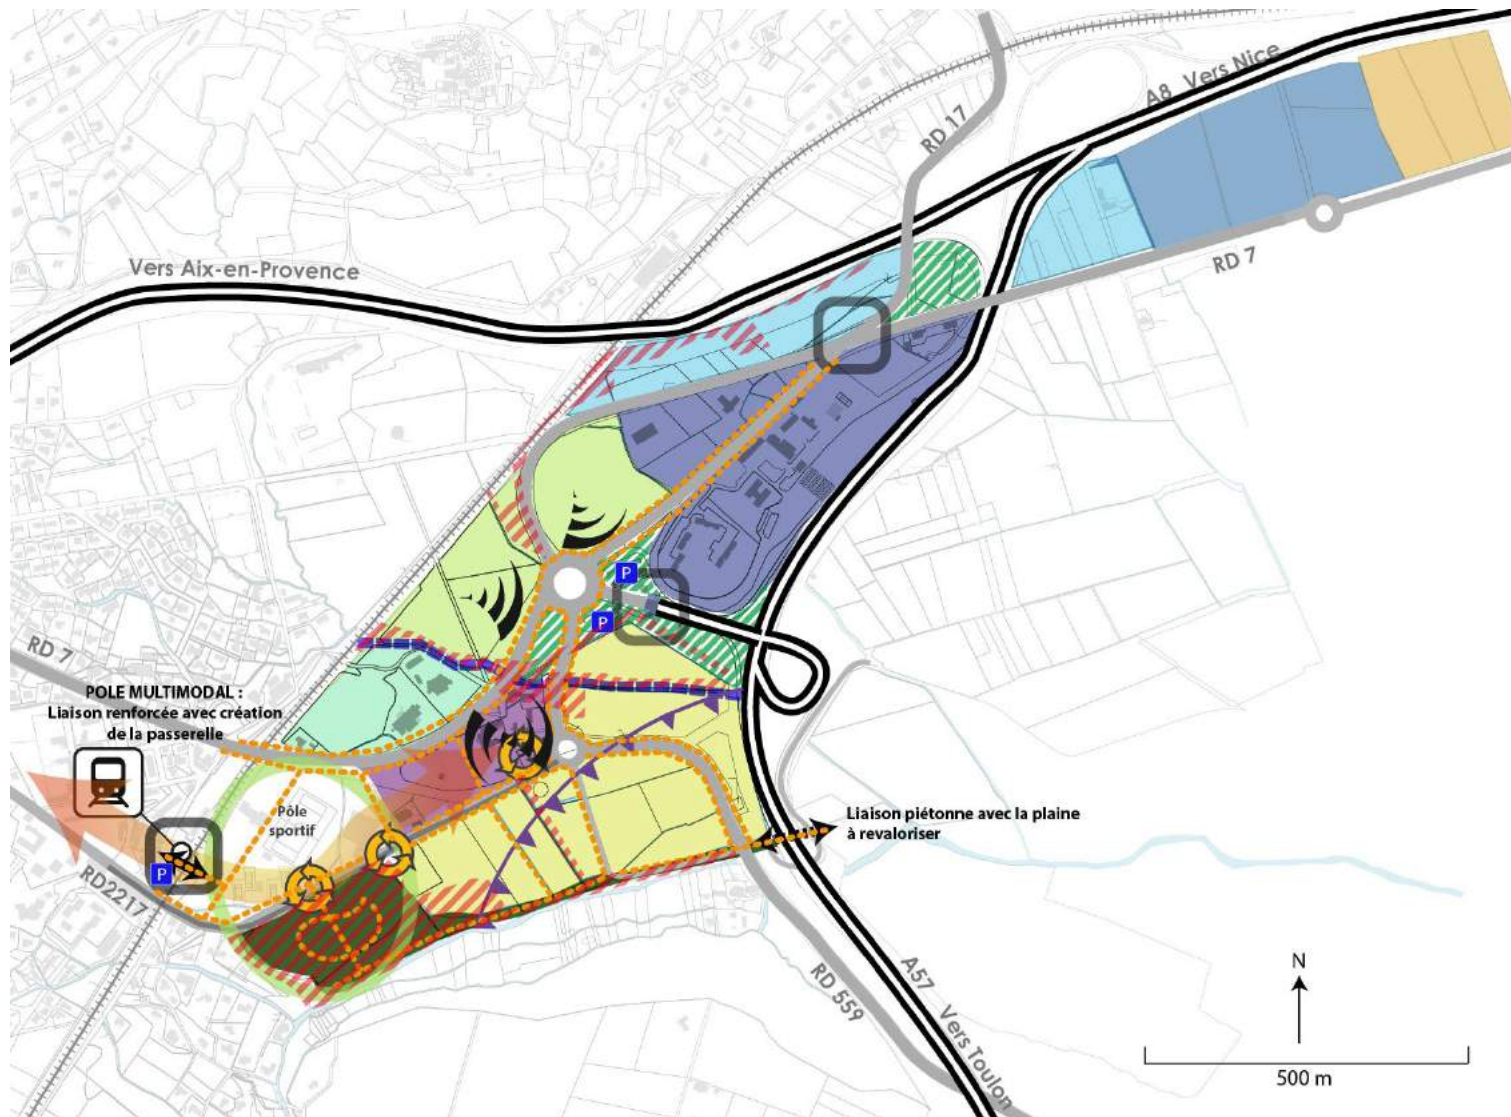 A8 Vers Nice
RD 17
RD 7
Vers Aix-en-Provence
P
P
RD 7
POLE MULTIMODAL :
Liaison renforcée avec création
de la passerelle
Pôle
sportif
P
RD2217
Liaison piétonne avec la plaine
à revaloriser
RD 559
A57 Vers Toulon
N
500 m